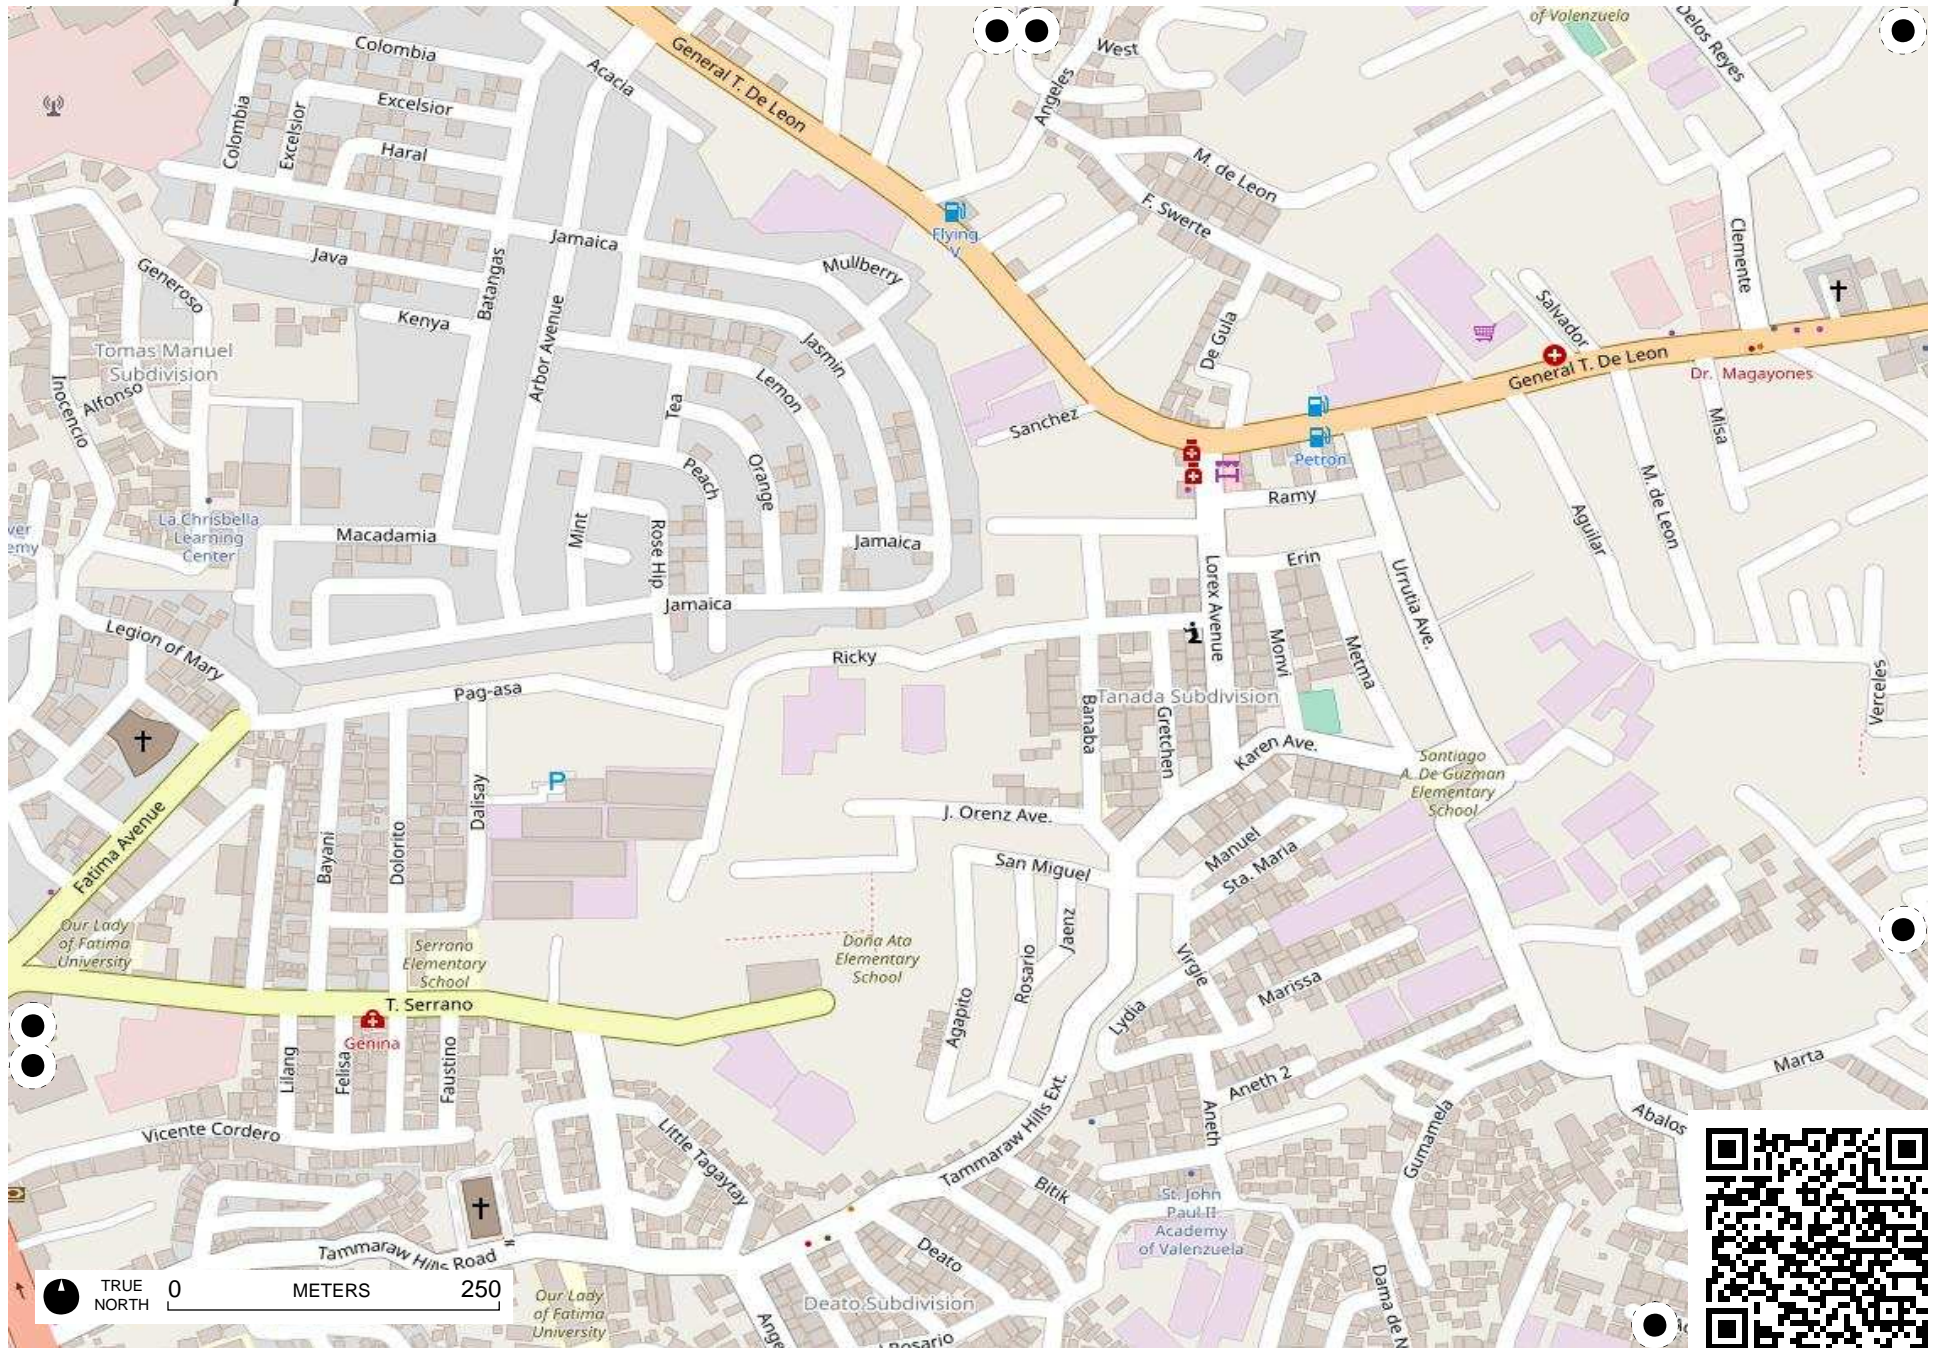 of Valenzuela
Delos Reyes
Colombia
General T. De Leon
West
Acacia
Angeles
Excelsior
Colombia
Excelsior
Haral
M. de Leon
F. Swerte
Clemente
Jamaica
Flying
V
Java
Mullberry
Generoso
Batangas
Salvador
Kenya
De Gula
Arbor Avenue
Tomas Manuel
Subdivision
Jasmin
General T. De Leon
Dr. Magayones
Inocencio
Alfonso
Lemon
Tea
Sanchez
Misa
Petron
Peach
Orange
Ramy
M. de Leon
Aguilar
La Chrisbella
Learning
Center
Macadamia
Mint
Rose Hip
Jamaica
Erin
Lorex Avenue
Urrutia Ave.
Jamaica
Legion of Mary
Ricky
Monvi
Metma
Pag-asa
Tanada Subdivision
Verceles
Banaba
Gretchen
Karen Ave.
Santiago
A. De Guzman
Elementary
School
P
Dalisay
J. Orenz Ave.
Fatima Avenue
Bayani
Dolorito
San Miguel
Manuel
Sta. Maria
Our Lady
of Fatima
University
Serrano
Elementary
School
Doña Ata
Elementary
School
Jaenz
Rosario
Virgie
Marissa
T. Serrano
Agapito
Lydia
Genina
Lilang
Felisa
Faustino
Marta
Aneth 2
Aneth
Tammaraw Hills Ext.
Gumamela
Abalos
Vicente Cordero
Little Tagaytay
Bitik
St. John
Paul II
Academy
of Valenzuela
Tammaraw Hills Road
Deato
Deato Subdivision
Dama de N
Our Lady
of Fatima
University
Ange
Rosario
TRUE
NORTH
0 METERS 250